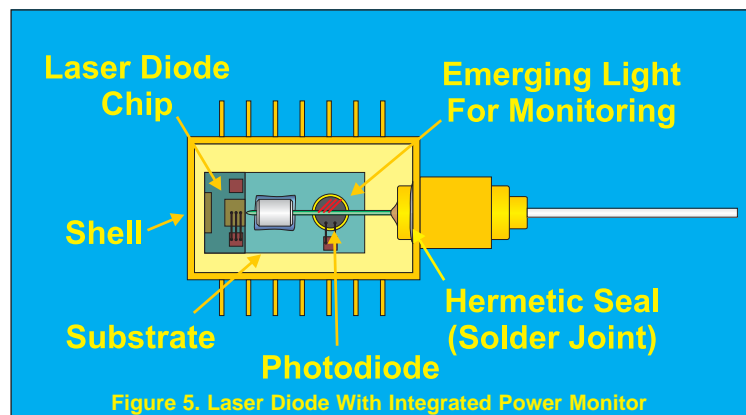 Laser Diode
Chip
Emerging Light
For Monitoring
Shell
Substrate
Photodiode
Hermetic Seal
(Solder Joint)
Figure 5. Laser Diode With Integrated Power Monitor